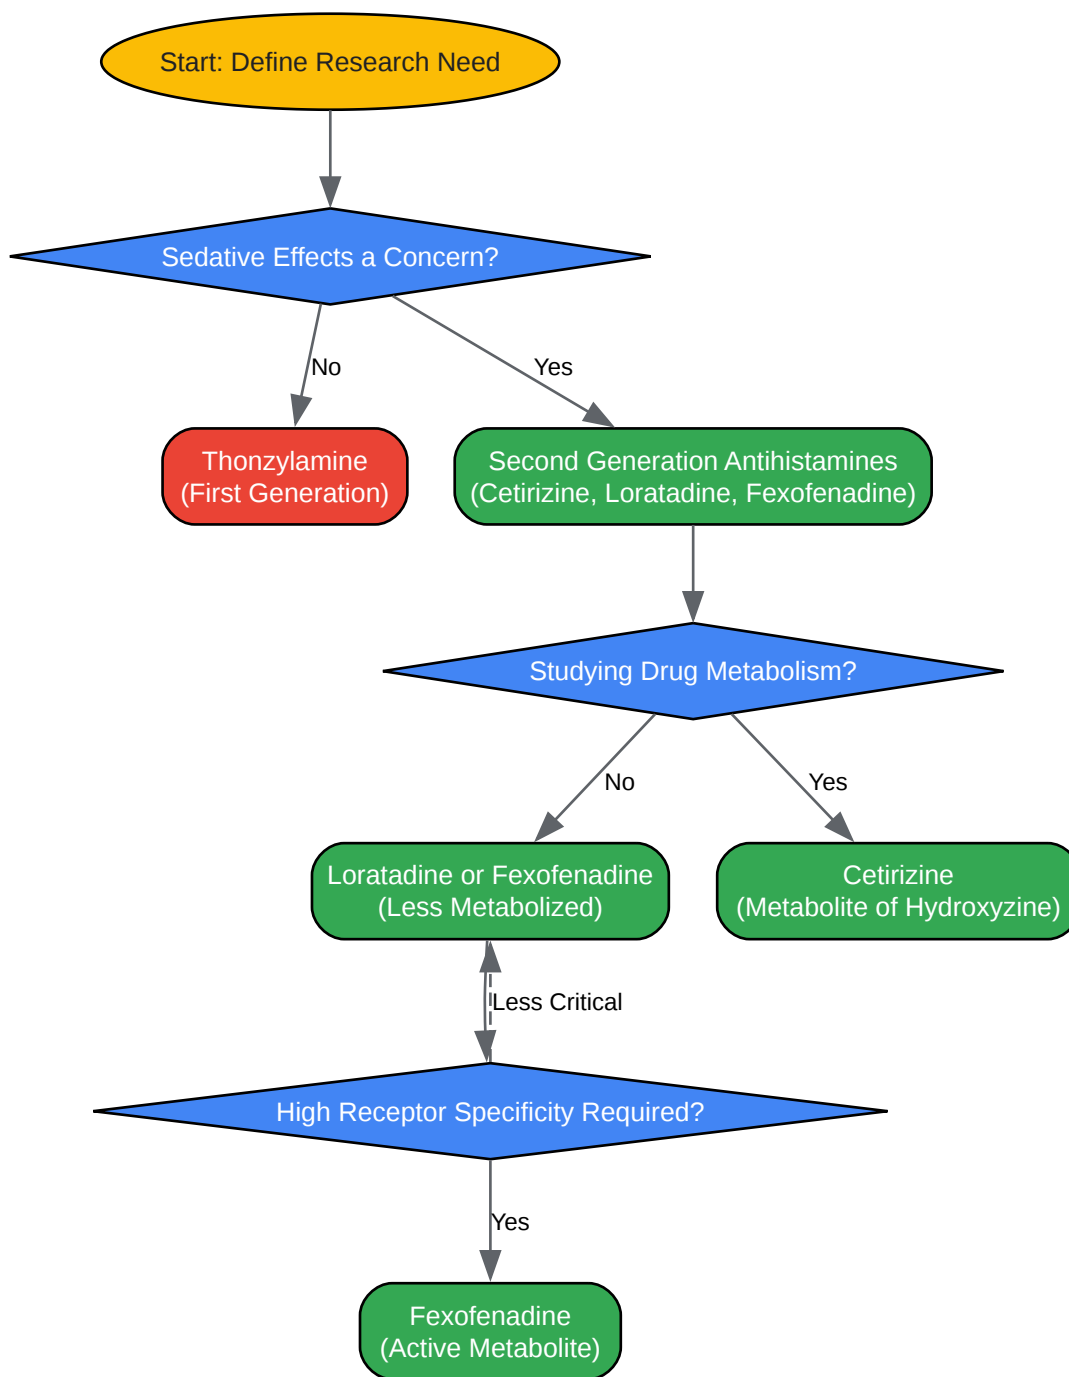 Start: Define Research Need
Sedative Effects a Concern?
No
Yes
Thonzylamine
(First Generation)
Second Generation Antihistamines
(Cetirizine, Loratadine, Fexofenadine)
Studying Drug Metabolism?
No
Yes
Loratadine or Fexofenadine
(Less Metabolized)
Cetirizine
(Metabolite of Hydroxyzine)
Less Critical
High Receptor Specificity Required?
Yes
Fexofenadine
(Active Metabolite)